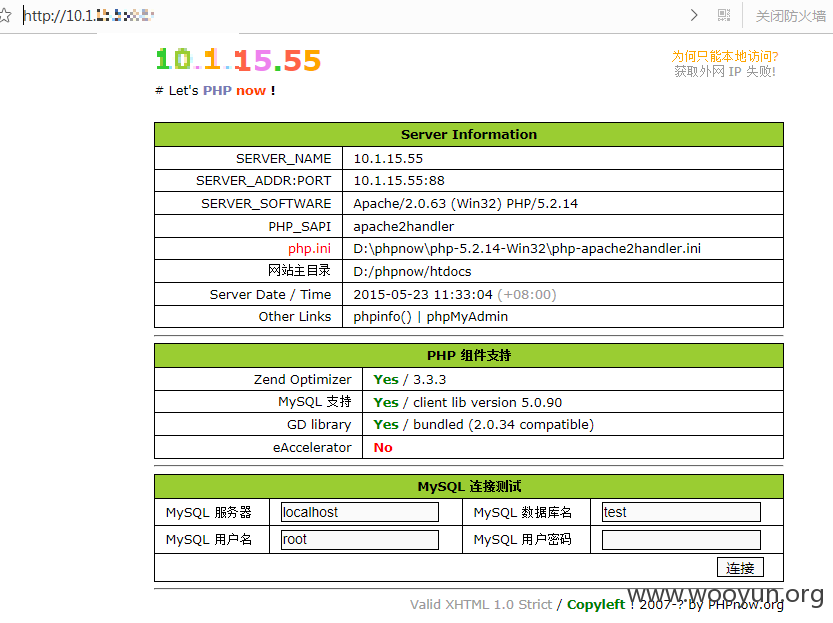 http://10.1.
关闭防火墙
10.1.15.55
为何只能本地访问?
获取外网 IP 失败!
# Let's PHP now !
Server Information
SERVER_NAME 10.1.15.55
SERVER_ADDR:PORT 10.1.15.55:88
SERVER_SOFTWARE Apache/2.0.63 (Win32) PHP/5.2.14
PHP_SAPI apache2handler
php.ini D:\phpnow\php-5.2.14-Win32\php-apache2handler.ini
网站主目录 D:/phpnow/htdocs
Server Date / Time 2015-05-23 11:33:04 (+08:00)
Other Links phpinfo() | phpMyAdmin
PHP 组件支持
Zend Optimizer Yes / 3.3.3
MySQL 支持 Yes / client lib version 5.0.90
GD library Yes / bundled (2.0.34 compatible)
eAccelerator No
MySQL 连接测试
MySQL 服务器 localhost MySQL 数据库名 test
MySQL 用户名 root MySQL 用户密码
连接
www.wooyun.org
Valid XHTML 1.0 Strict / Copyleft ! 2007-? by PHPnow.org